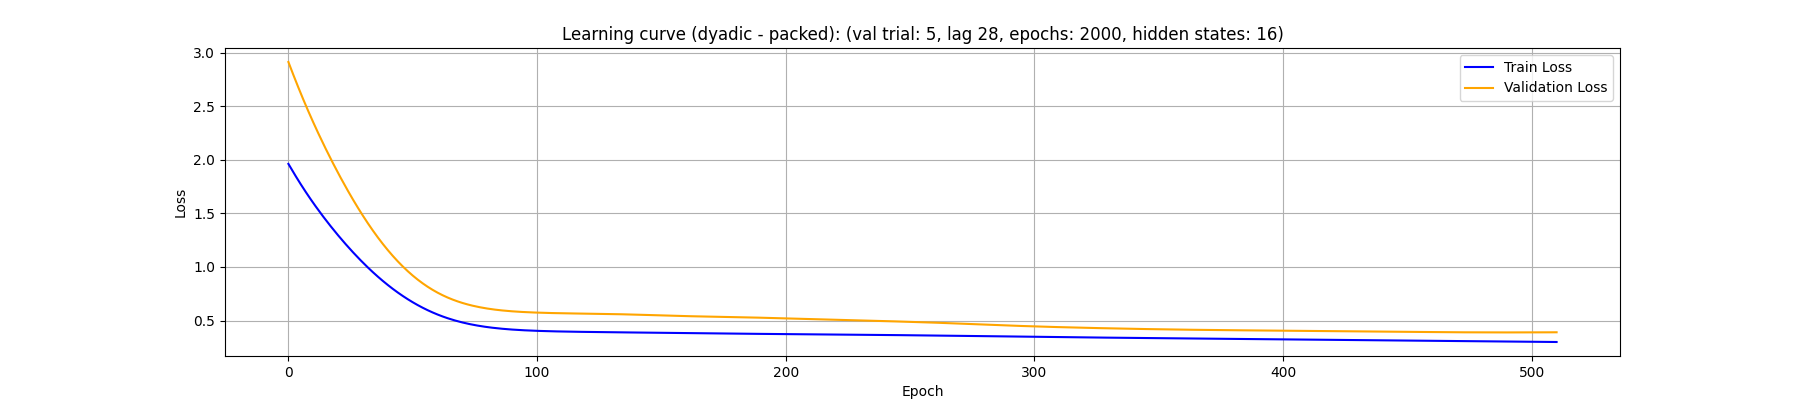 Learning curve (dyadic - packed): (val trial: 5, lag 28, epochs: 2000, hidden states: 16)
3.0
2.5
2.0
1.5
1.0
0.5
Loss
Train Loss
Validation Loss
0
100
200
300
400
500
Epoch